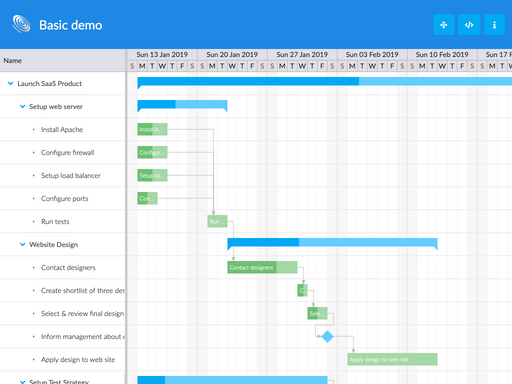 Basic demo
Name
Sun 13 Jan 2019 Sun 20 Jan 2019 Sun 27 Jan 2019 Sun 03 Feb 2019 Sun 10 Feb 2019 Sun 17 F
S M T W T F S S M T W T F S S M T W T F S S M T W T F S S M T W T F S S M T
Launch SaaS Product
Setup web server
Install Apache Install A...
Configure firewall Configur...
Setup load balancer Setup lo...
Configure ports Con...
Run tests Run ...
Website Design
Contact designers Contact designers
Create shortlist of three des C...
Select & review final design Sele...
Inform management about
Apply design to web site Apply design to web site
Setup Test Strategy